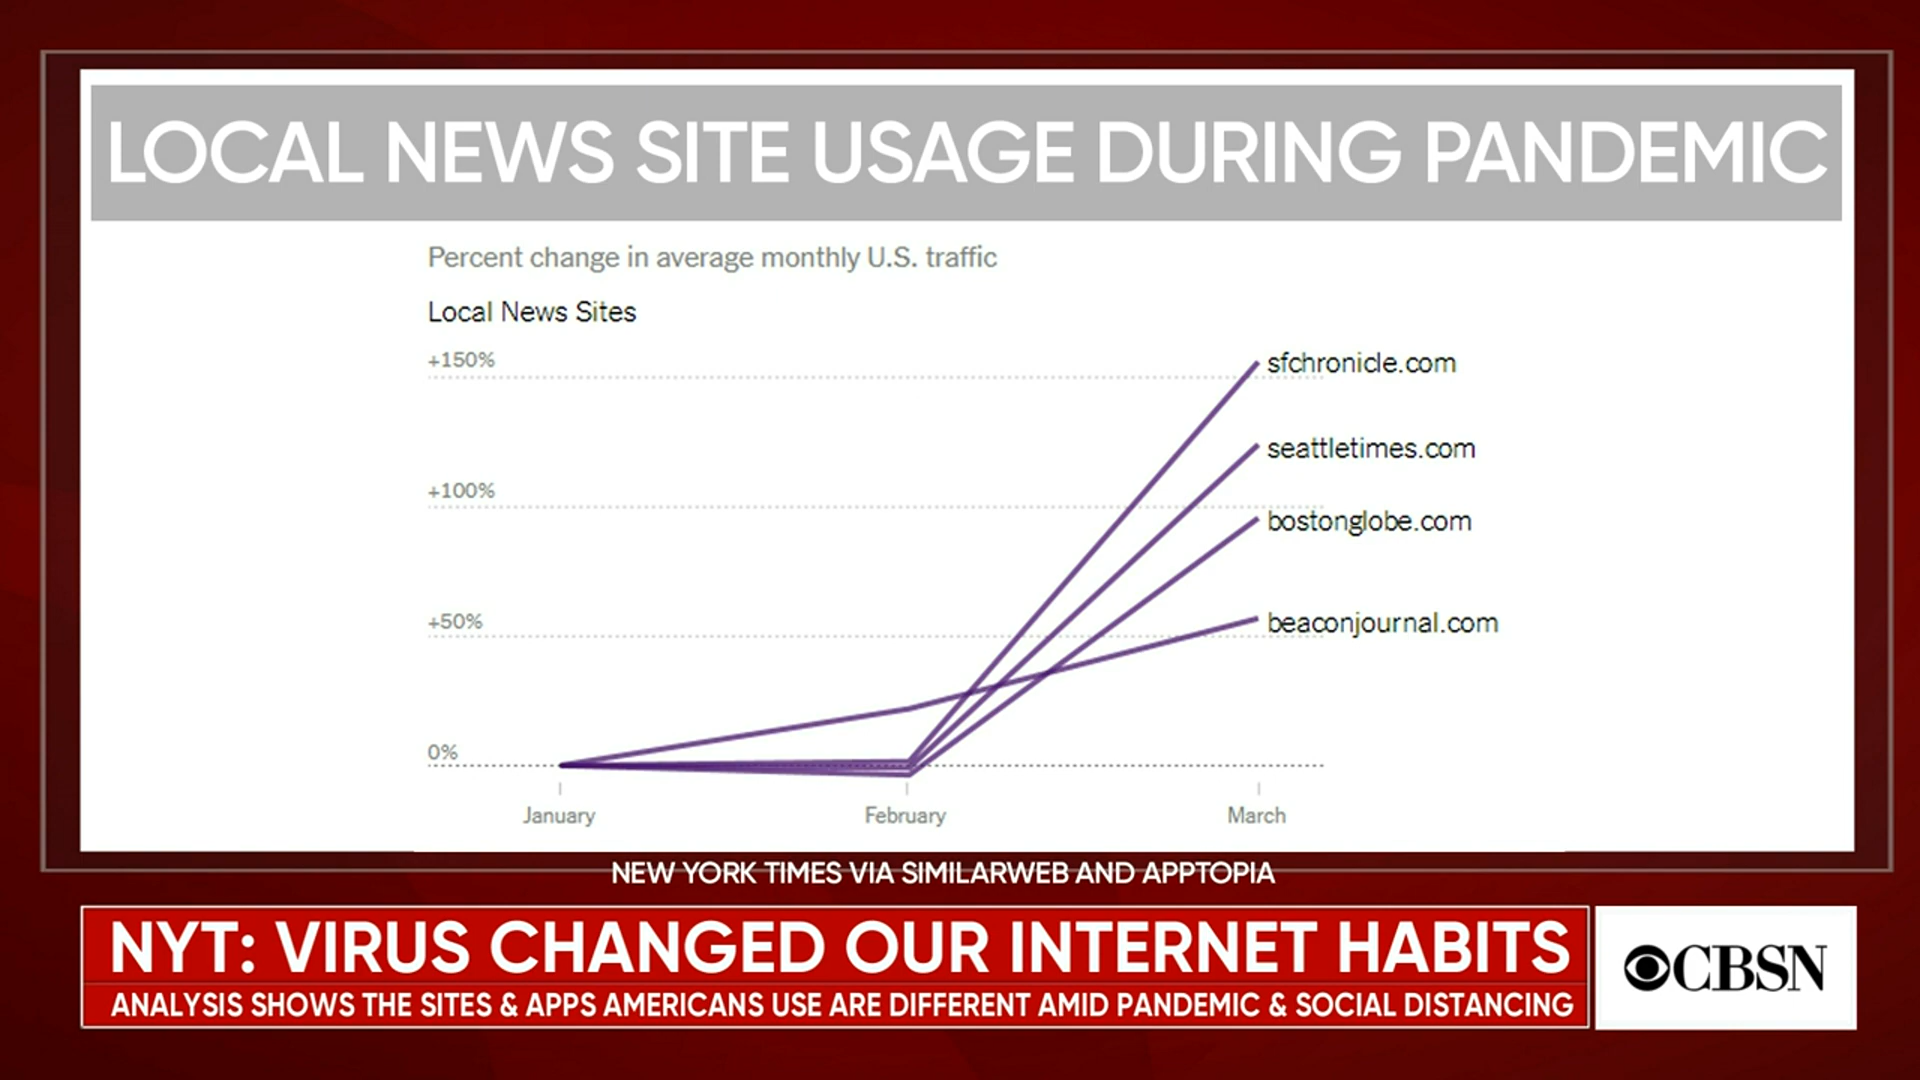 LOCAL NEWS SITE USAGE DURING PANDEMIC
Percent change in average monthly U.S. traffic
Local News Sites
+150%
sfchronicle.com
seattletimes.com
+100%
bostonglobe.com
+50%
beaconjournal.com
0%
January February March
NEW YORK TIMES VIA SIMILARWEB AND APPTOPIA
NYT: VIRUS CHANGED OUR INTERNET HABITS
ANALYSIS SHOWS THE SITES & APPS AMERICANS USE ARE DIFFERENT AMID PANDEMIC & SOCIAL DISTANCING
CBSN